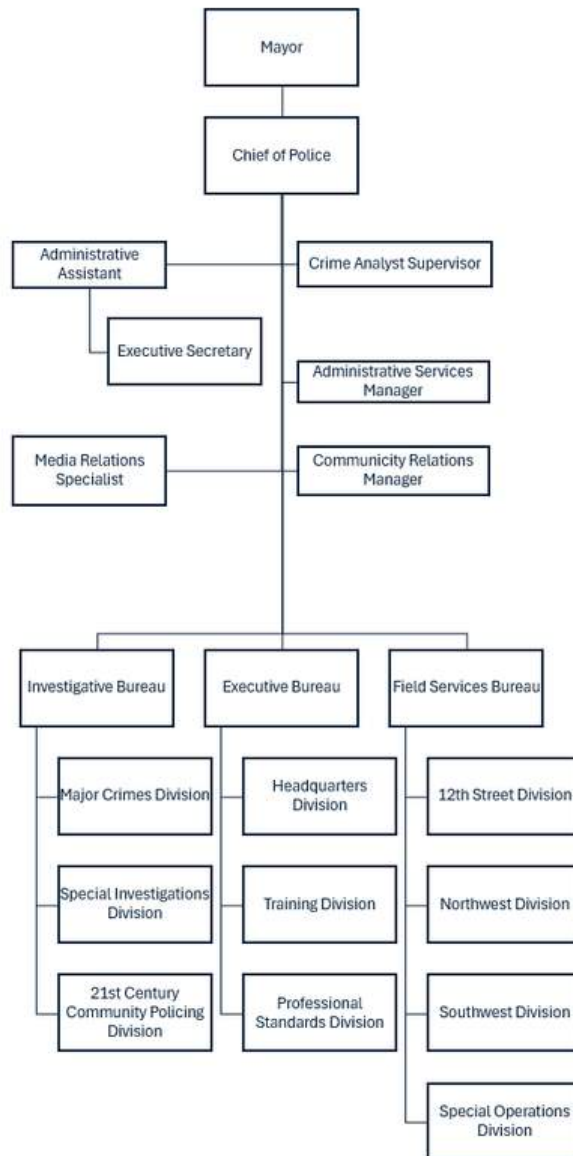 Mayor
Chief of Police
Administrative
Assistant
Crime Analyst Supervisor
Executive Secretary
Administrative Services
Manager
Media Relations
Specialist
Communicity Relations
Manager
Investigative Bureau
Executive Bureau
Field Services Bureau
Major Crimes Division
Headquarters
Division
12th Street Division
Special Investigations
Division
Training Division
Northwest Division
21st Century
Community Policing
Division
Professional
Standards Division
Southwest Division
Special Operations
Division